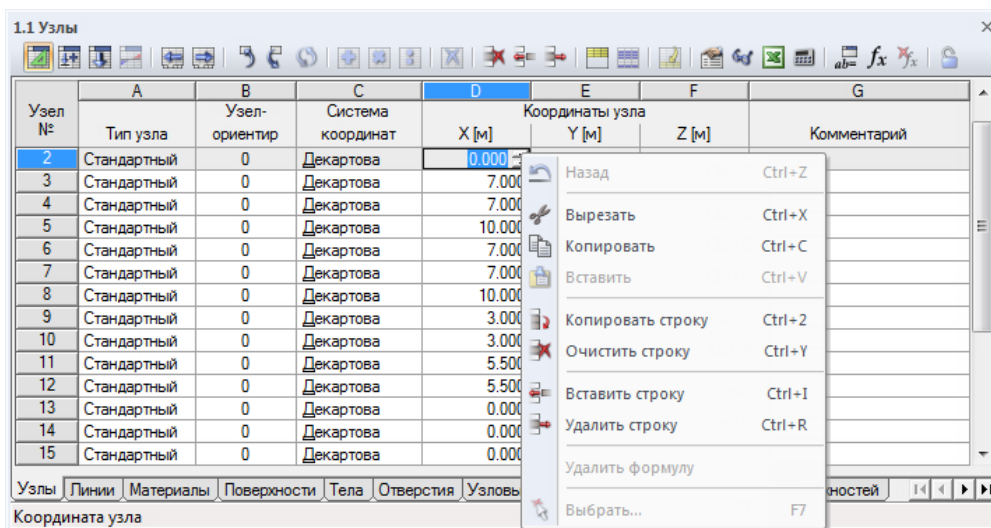 1.1 Узлы
A B C D E F G
Узел № Тип узла Узел-ориентир Система координат Координаты узла X [м] Y [м] Z [м] Комментарий
2 Стандартный 0 Декартова 0.000
3 Стандартный 0 Декартова 7.000
4 Стандартный 0 Декартова 7.000
5 Стандартный 0 Декартова 10.000
6 Стандартный 0 Декартова 7.000
7 Стандартный 0 Декартова 7.000
8 Стандартный 0 Декартова 10.000
9 Стандартный 0 Декартова 3.000
10 Стандартный 0 Декартова 3.000
11 Стандартный 0 Декартова 5.500
12 Стандартный 0 Декартова 5.500
13 Стандартный 0 Декартова 0.000
14 Стандартный 0 Декартова 0.000
15 Стандартный 0 Декартова 0.000
Назад Ctrl+Z
Вырезать Ctrl+X
Копировать Ctrl+C
Вставить Ctrl+V
Копировать строку Ctrl+2
Очистить строку Ctrl+Y
Вставить строку Ctrl+I
Удалить строку Ctrl+R
Удалить формулу
Выбрать... F7
Узлы Линии Материалы Поверхности Тела Отверстия
Координата узла